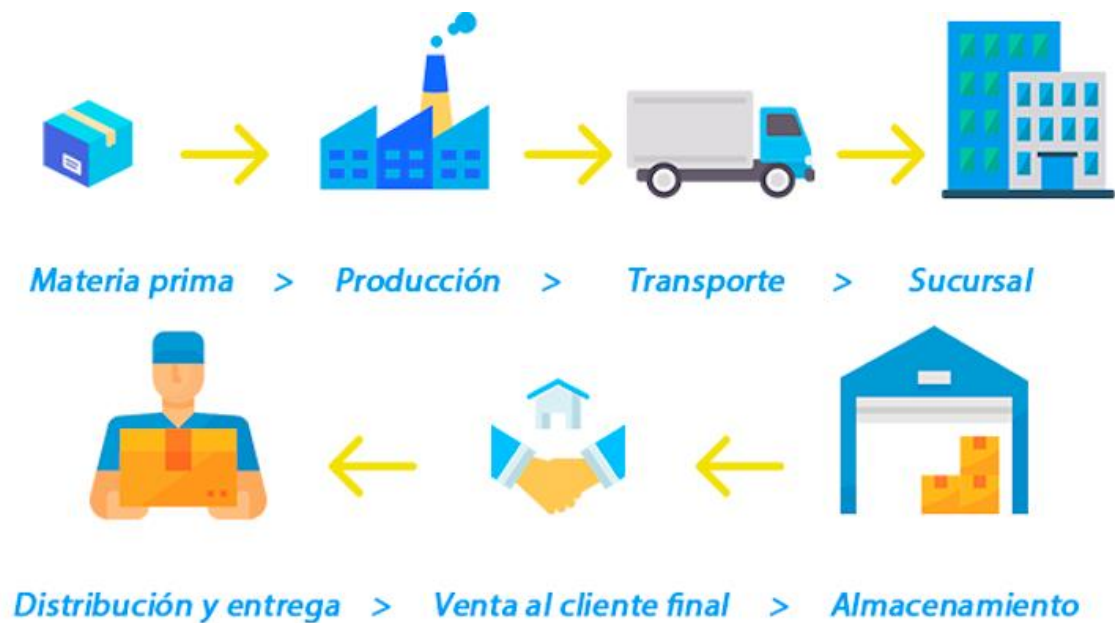 Materia prima > Producción > Transporte > Sucursal
Distribución y entrega > Venta al cliente final > Almacenamiento